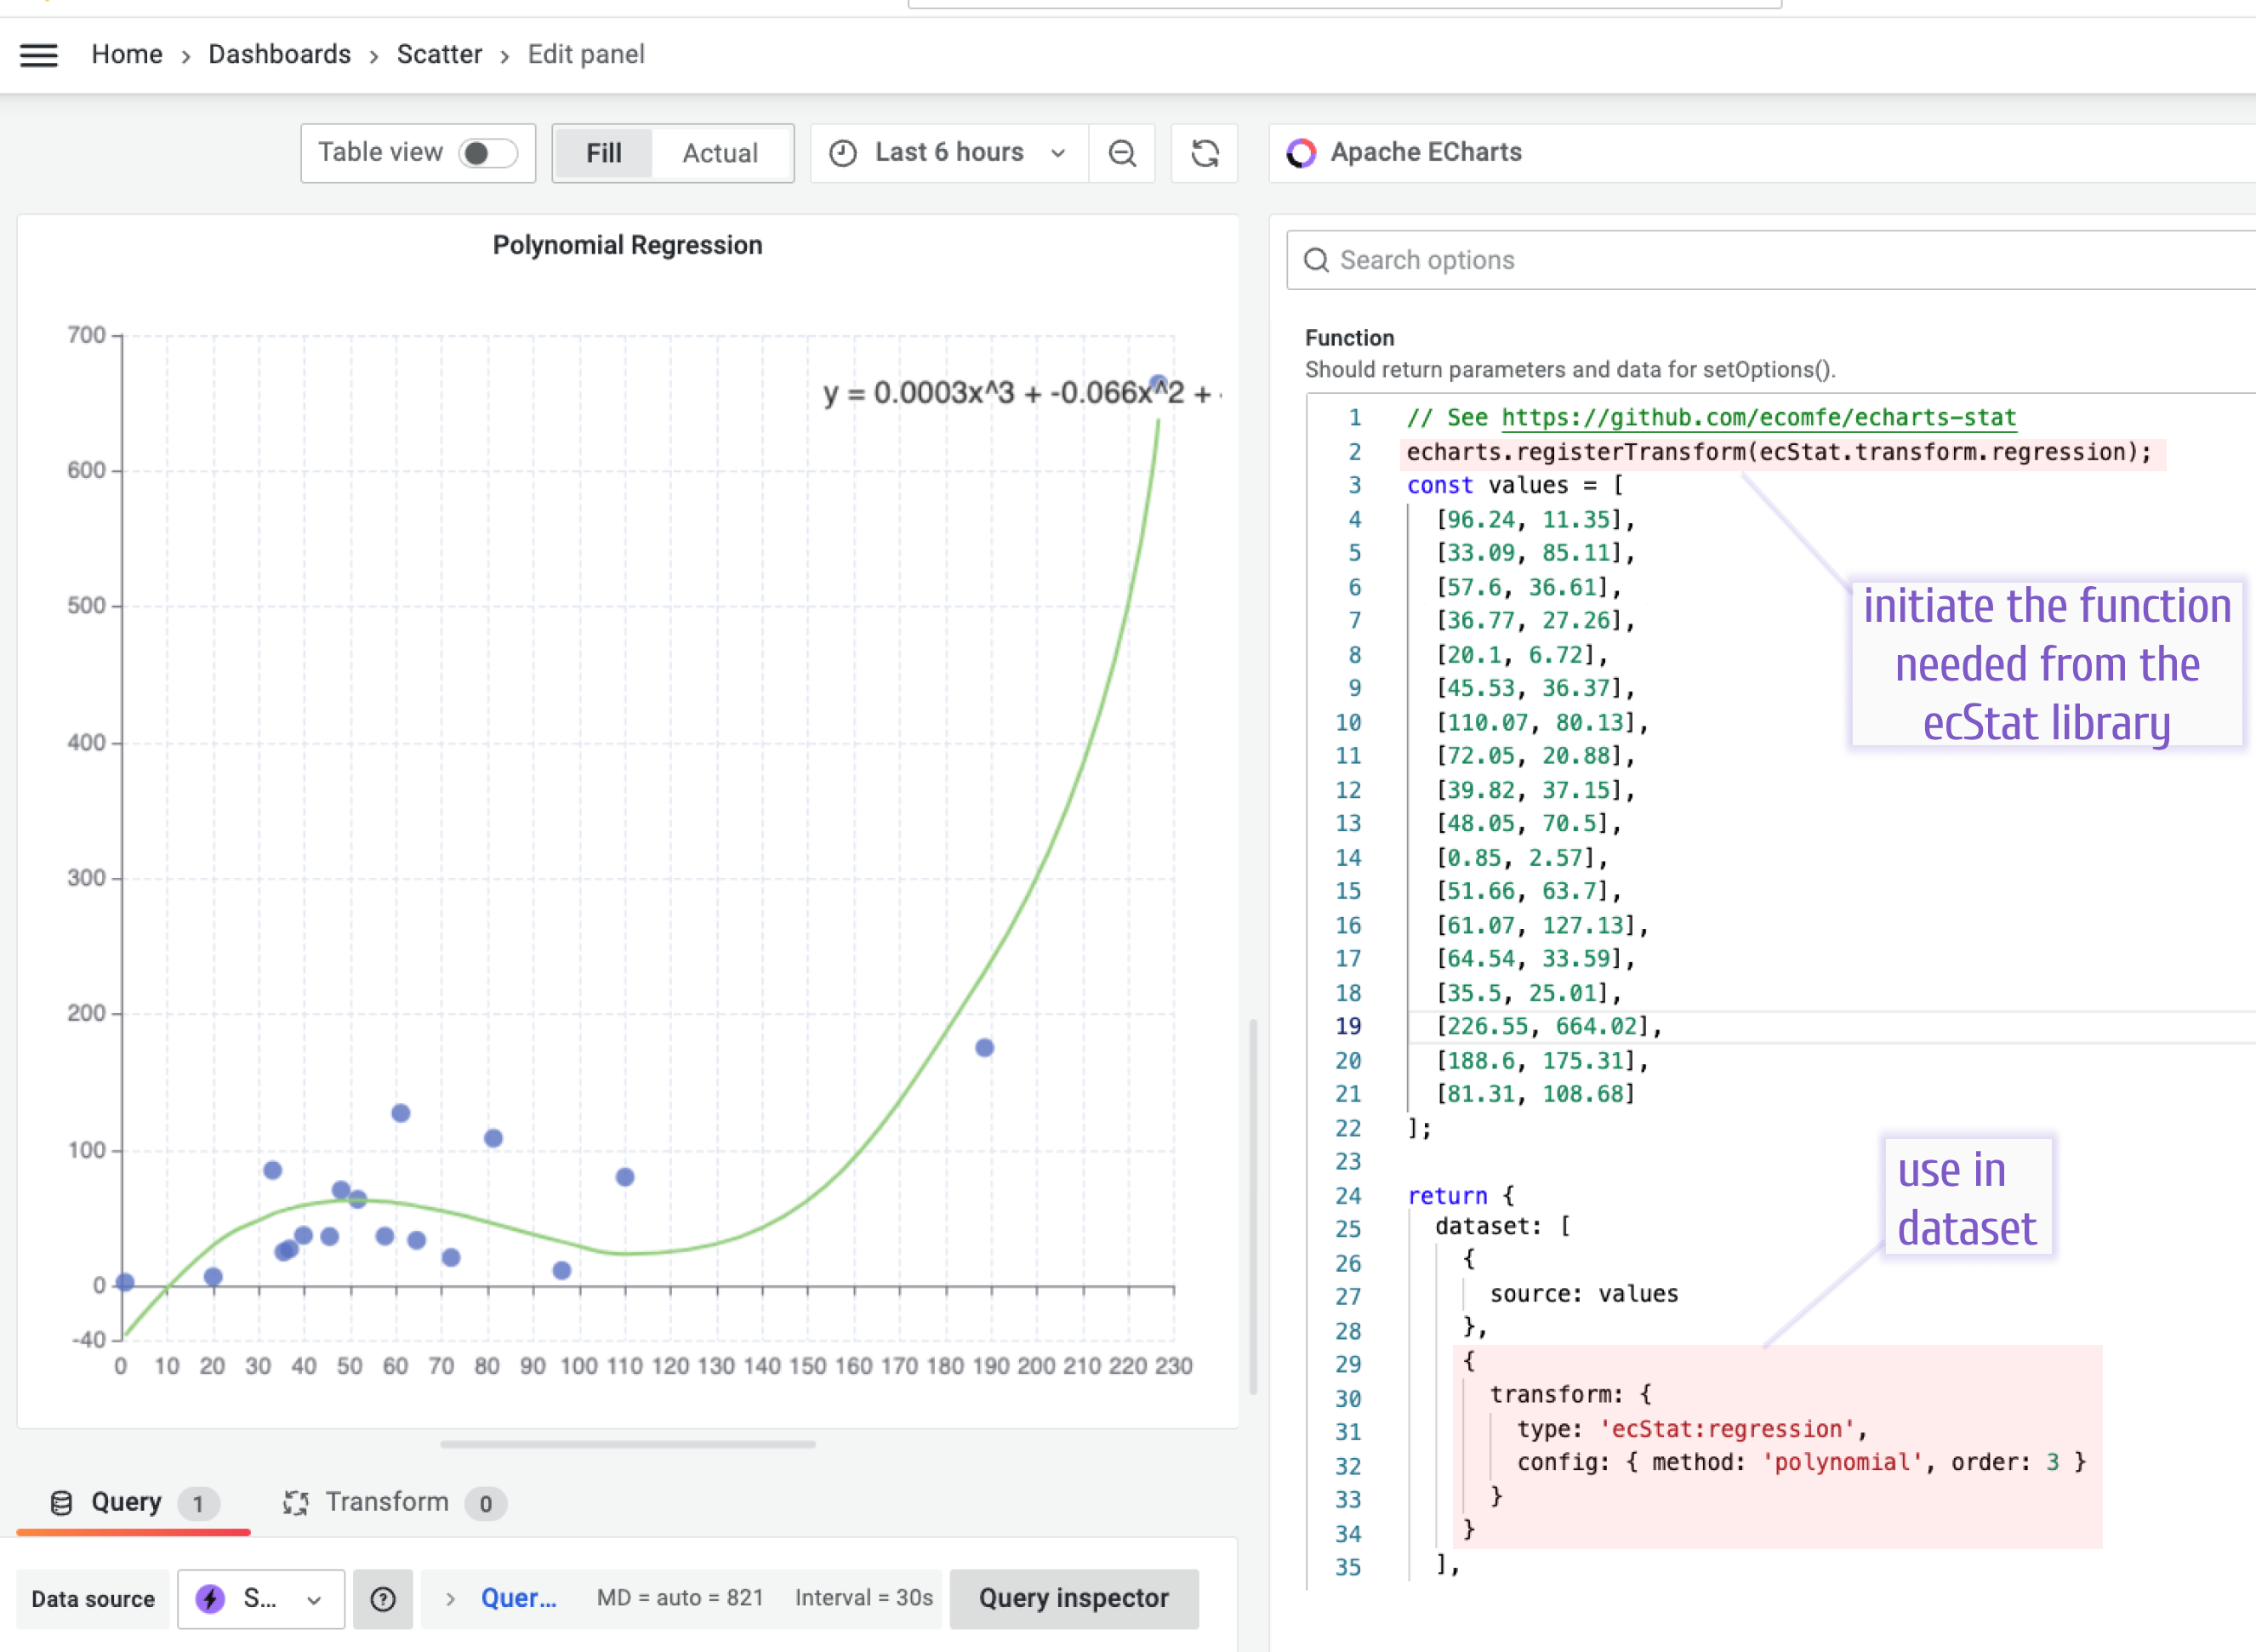 Home › Dashboards › Scatter › Edit panel
Table view Fill Actual Last 6 hours Apache ECharts
Polynomial Regression
700
600
500
400
300
200
100
0
-40
0 10 20 30 40 50 60 70 80 90 100 110 120 130 140 150 160 170 180 190 200 210 220 230
y = 0.0003x^3 + -0.066x^2 +
Query 1 Transform 0
Data source S... Quer... MD = auto = 821 Interval = 30s Query inspector
Search options
Function
Should return parameters and data for setOptions().
1 // See https://github.com/ecomfe/echarts-stat
2 echarts.registerTransform(ecStat.transform.regression);
3 const values = [
4 [96.24, 11.35],
5 [33.09, 85.11],
6 [57.6, 36.61],
7 [36.77, 27.26],
8 [20.1, 6.72],
9 [45.53, 36.37],
10 [110.07, 80.13],
11 [72.05, 20.88],
12 [39.82, 37.15],
13 [48.05, 70.5],
14 [0.85, 2.57],
15 [51.66, 63.7],
16 [61.07, 127.13],
17 [64.54, 33.59],
18 [35.5, 25.01],
19 [226.55, 664.02],
20 [188.6, 175.31],
21 [81.31, 108.68]
22 ];
23
24 return {
25 dataset: [
26 {
27 source: values
28 },
29 {
30 transform: {
31 type: 'ecStat:regression',
32 config: { method: 'polynomial', order: 3 }
33 }
34 }
35 ],
initiate the function
needed from the
ecStat library
use in
dataset